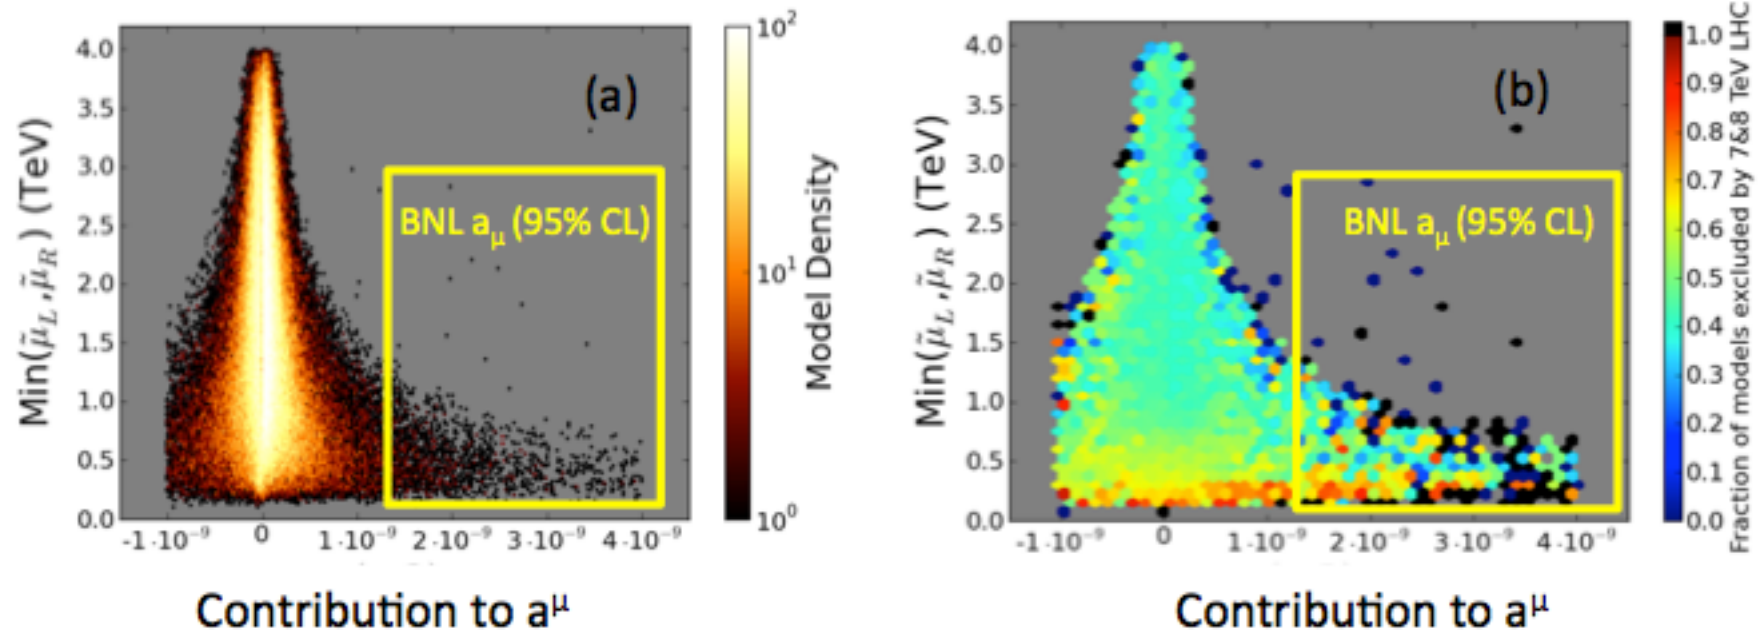 4.0
3.5
3.0
2.5
2.0
1.5
1.0
0.5
0.0
Min(μ̃_L, μ̃_R) (TeV)
(a)
BNL a_μ (95% CL)
-1·10⁻⁹ 0 1·10⁻⁹ 2·10⁻⁹ 3·10⁻⁹ 4·10⁻⁹
Contribution to a^μ
10²
10¹
10⁰
Model Density
4.0
3.5
3.0
2.5
2.0
1.5
1.0
0.5
0.0
Min(μ̃_L, μ̃_R) (TeV)
(b)
BNL a_μ (95% CL)
-1·10⁻⁹ 0 1·10⁻⁹ 2·10⁻⁹ 3·10⁻⁹ 4·10⁻⁹
Contribution to a^μ
1.0
0.9
0.8
0.7
0.6
0.5
0.4
0.3
0.2
0.1
0.0
Fraction of models excluded by 7&8 TeV LHC